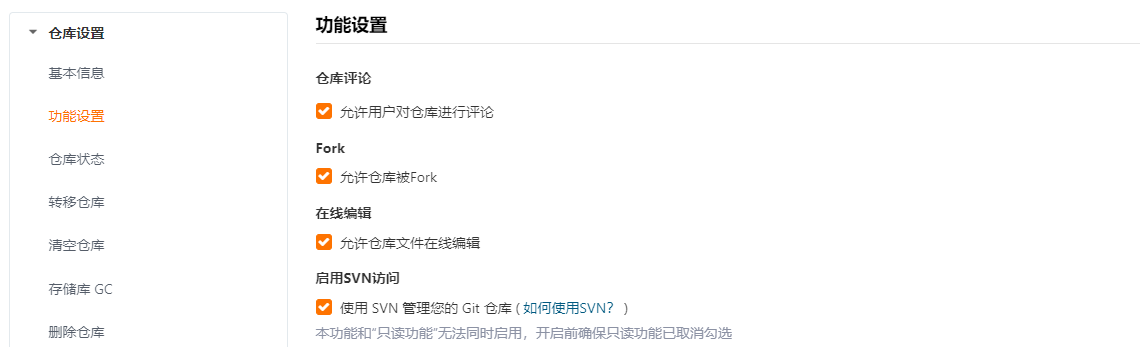 仓库设置
基本信息
功能设置
仓库状态
转移仓库
清空仓库
存储库 GC
删除仓库
功能设置
仓库评论
允许用户对仓库进行评论
Fork
允许仓库被Fork
在线编辑
允许仓库文件在线编辑
启用SVN访问
使用 SVN 管理您的 Git 仓库 ( 如何使用SVN? )
本功能和“只读功能”无法同时启用，开启前确保只读功能已取消勾选